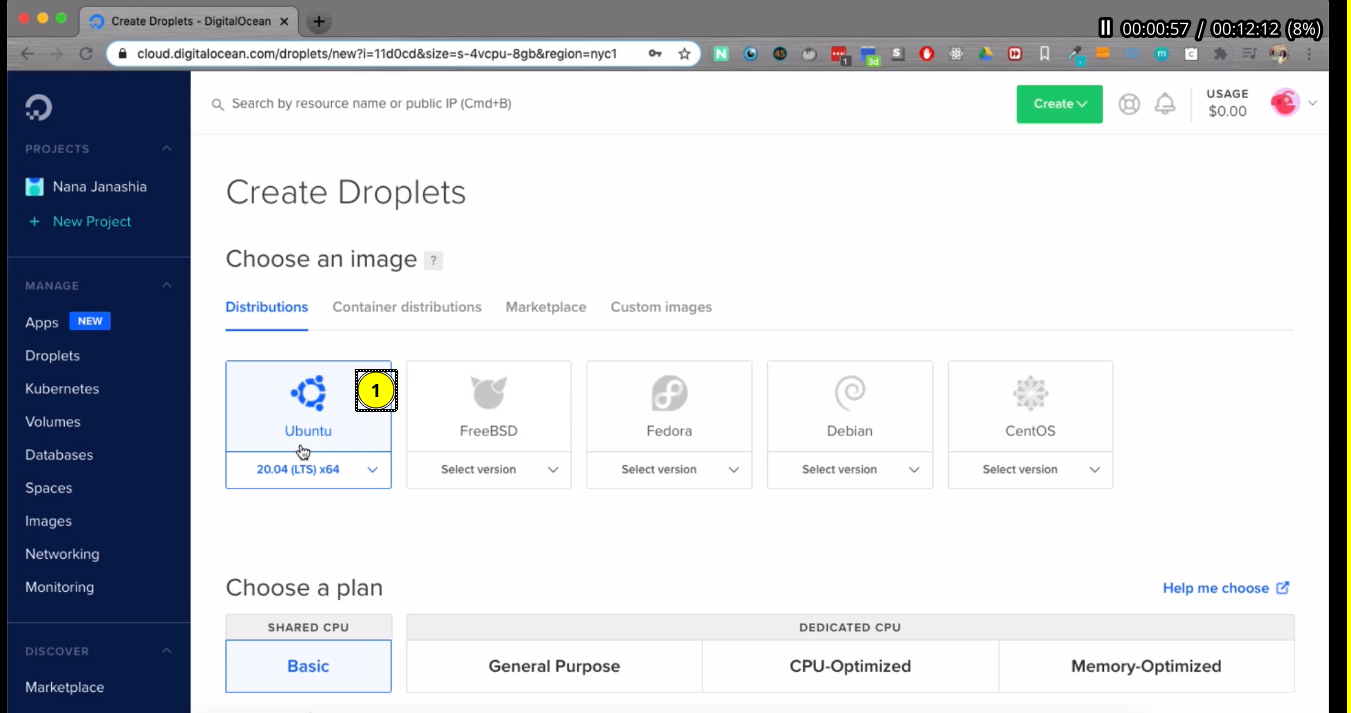 Create Droplets - DigitalOcean
00:00:57 / 00:12:12 (8%)
cloud.digitalocean.com/droplets/new?i=11d0cd&size=s-4vcpu-8gb&region=nyc1
N
45
1
3d
S
m
C
Search by resource name or public IP (Cmd+B)
Create
USAGE
$0.00
PROJECTS
Nana Janashia
+ New Project
MANAGE
Apps NEW
Droplets
Kubernetes
Volumes
Databases
Spaces
Images
Networking
Monitoring
DISCOVER
Marketplace
Create Droplets
Choose an image ?
Distributions Container distributions Marketplace Custom images
1
Ubuntu FreeBSD Fedora Debian CentOS
20.04 (LTS) x64 Select version Select version Select version Select version
Choose a plan
Help me choose
SHARED CPU DEDICATED CPU
Basic General Purpose CPU-Optimized Memory-Optimized